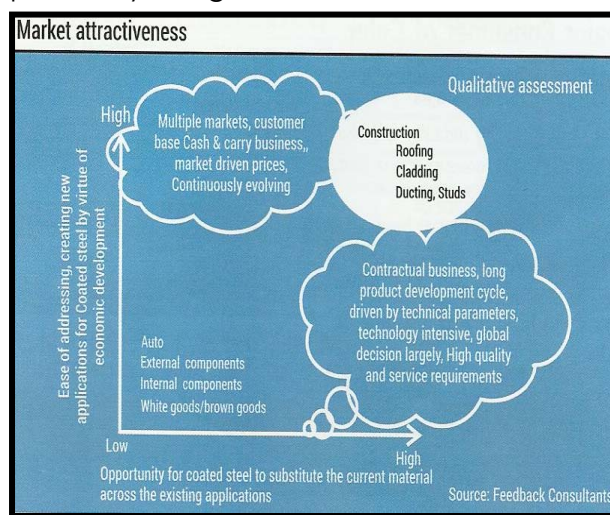 Market attractiveness
Qualitative assessment
High
Multiple markets, customer
base Cash & carry business,,
market driven prices,
Continuously evolving
Construction
Roofing
Cladding
Ducting, Studs
Ease of addressing, creating new
applications for Coated steel by virtue of
economic development
Contractual business, long
product development cycle,
driven by technical parameters,
technology intensive, global
decision largely, High quality
and service requirements
Auto
External components
Internal components
White goods/brown goods
Low
High
Opportunity for coated steel to substitute the current material
across the existing applications
Source: Feedback Consultants